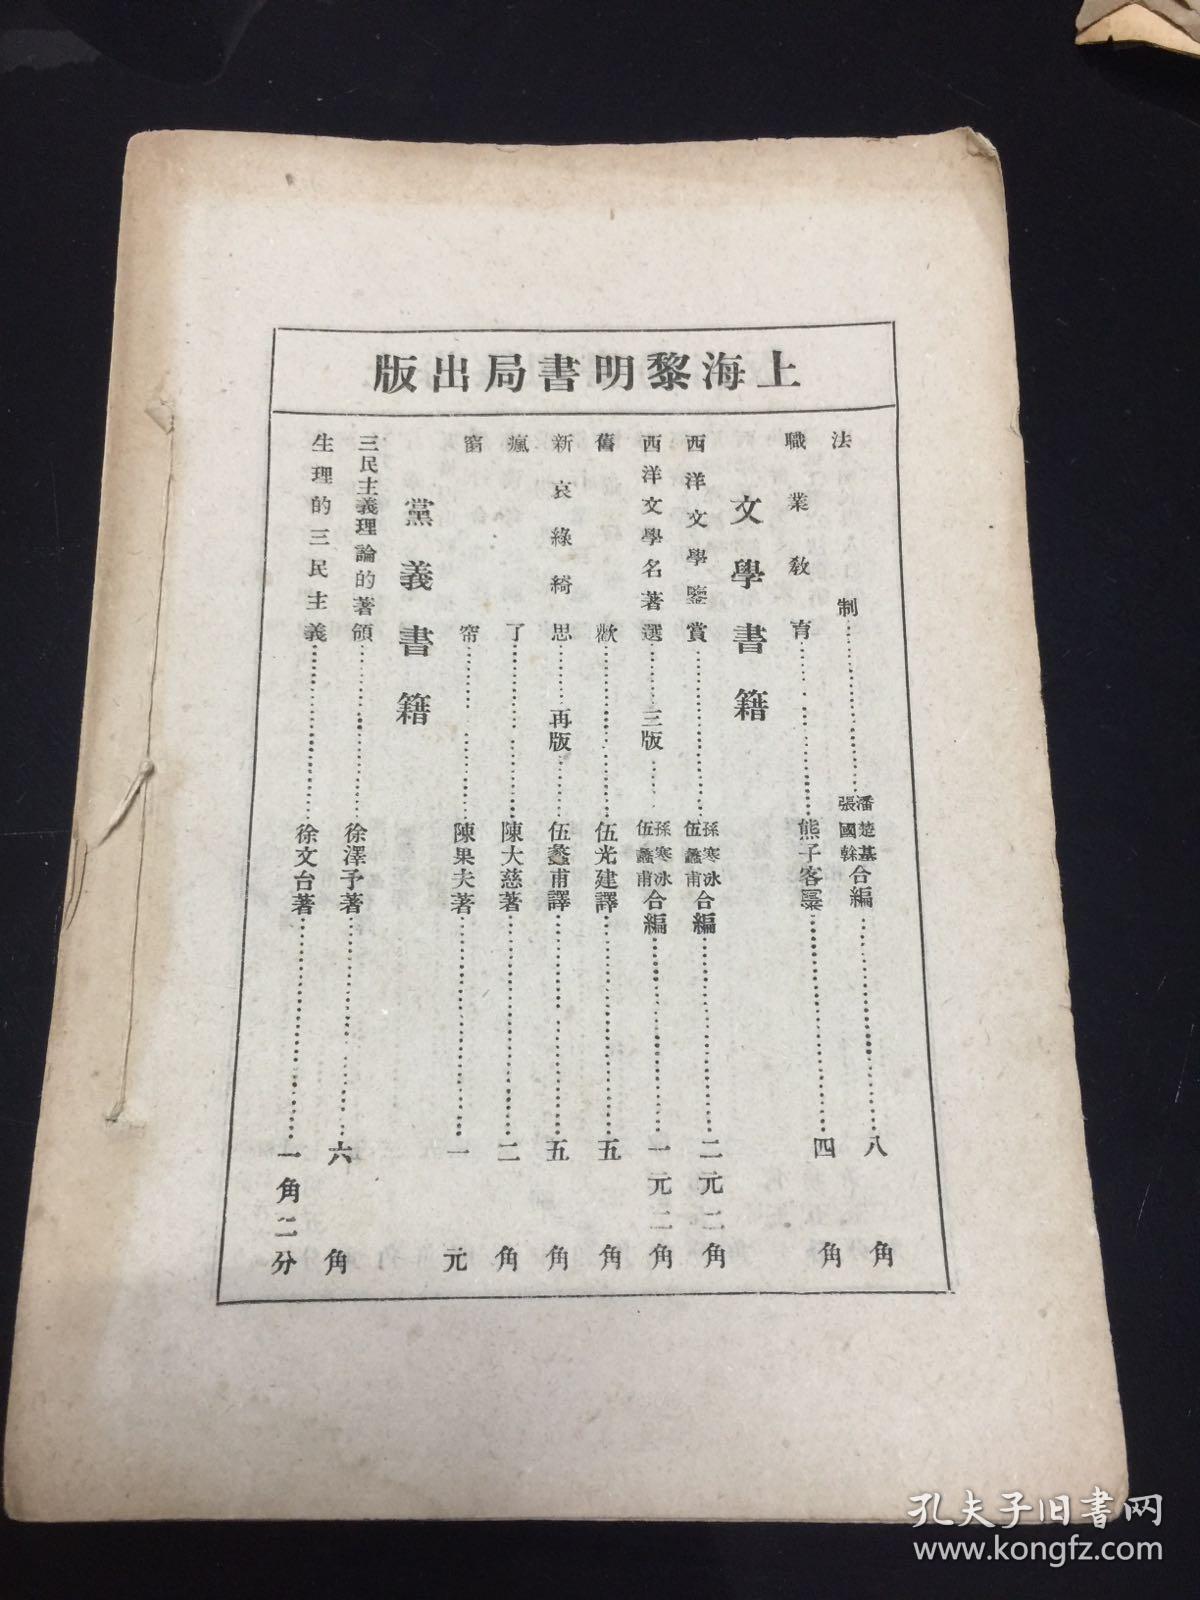 上海黎明書局出版
法制……潘楚基 張國幹 合編……八角
職業教育……熊子容……四角
文學書籍
西洋文學鑒賞……孫寒冰 伍蠡甫 合編……二元二角
西洋文學名著選……三版……孫寒冰 伍蠡甫 合編……一元二角
舊歡……伍光建譯……五角
新哀綠綺思……再版……伍蠡甫譯……五角
瘋了……陳大慈著……二角
窗帘……陳果夫著……一元
黨義書籍
三民主義理論的著領……徐澤予著……六角
生理的三民主義……徐文台著……一角二分
孔夫子旧书网
www.kongfz.com